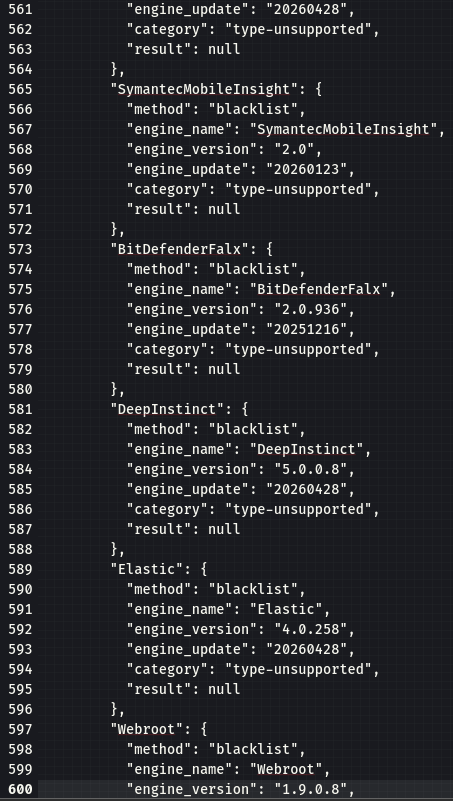 561 "engine_update": "20260428",
562 "category": "type-unsupported",
563 "result": null
564 },
565 "SymantecMobileInsight": {
566 "method": "blacklist",
567 "engine_name": "SymantecMobileInsight",
568 "engine_version": "2.0",
569 "engine_update": "20260123",
570 "category": "type-unsupported",
571 "result": null
572 },
573 "BitDefenderFalx": {
574 "method": "blacklist",
575 "engine_name": "BitDefenderFalx",
576 "engine_version": "2.0.936",
577 "engine_update": "20251216",
578 "category": "type-unsupported",
579 "result": null
580 },
581 "DeepInstinct": {
582 "method": "blacklist",
583 "engine_name": "DeepInstinct",
584 "engine_version": "5.0.0.8",
585 "engine_update": "20260428",
586 "category": "type-unsupported",
587 "result": null
588 },
589 "Elastic": {
590 "method": "blacklist",
591 "engine_name": "Elastic",
592 "engine_version": "4.0.258",
593 "engine_update": "20260428",
594 "category": "type-unsupported",
595 "result": null
596 },
597 "Webroot": {
598 "method": "blacklist",
599 "engine_name": "Webroot",
600 "engine_version": "1.9.0.8",